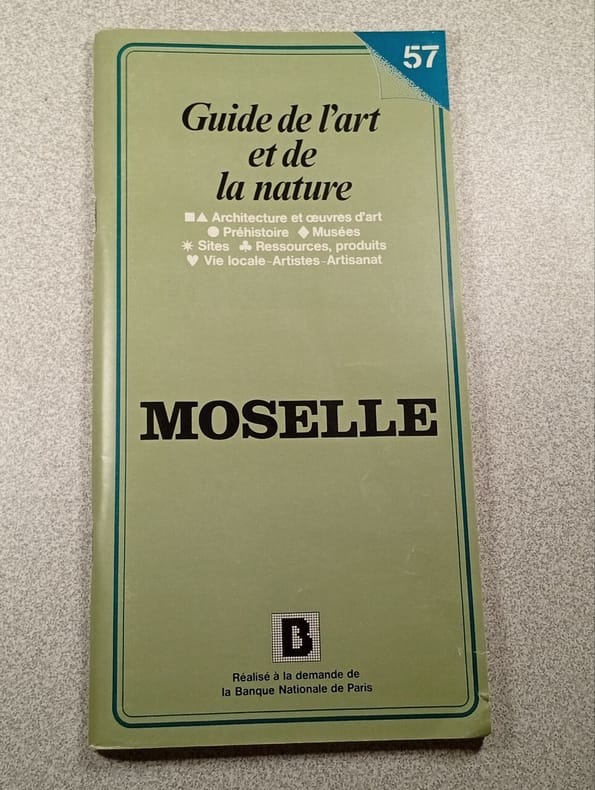 57
Guide de l'art
et de
la nature
■▲ Architecture et œuvres d'art
● Préhistoire ◆ Musées
✷ Sites ♣ Ressources, produits
♥ Vie locale-Artistes-Artisanat
MOSELLE
B
Réalisé à la demande de
la Banque Nationale de Paris